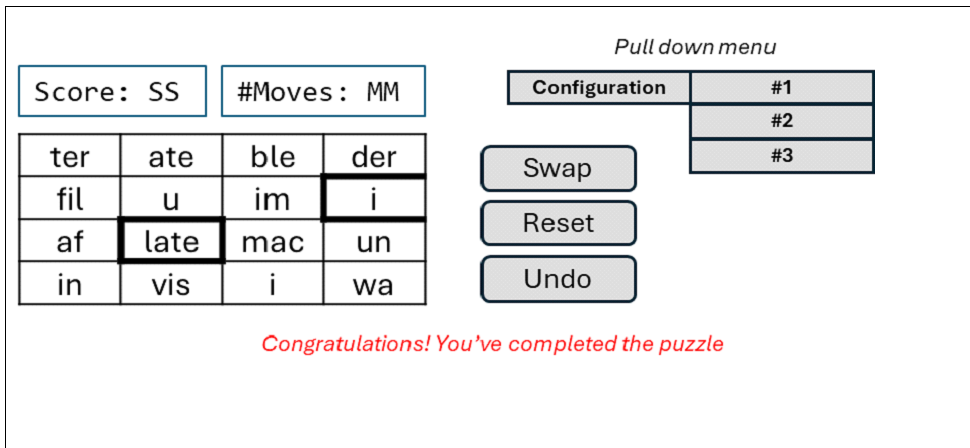 Pull down menu
Score: SS #Moves: MM
Configuration #1
#2
#3
ter ate ble der
fil u im i
af late mac un
in vis i wa
Swap
Reset
Undo
Congratulations! You've completed the puzzle